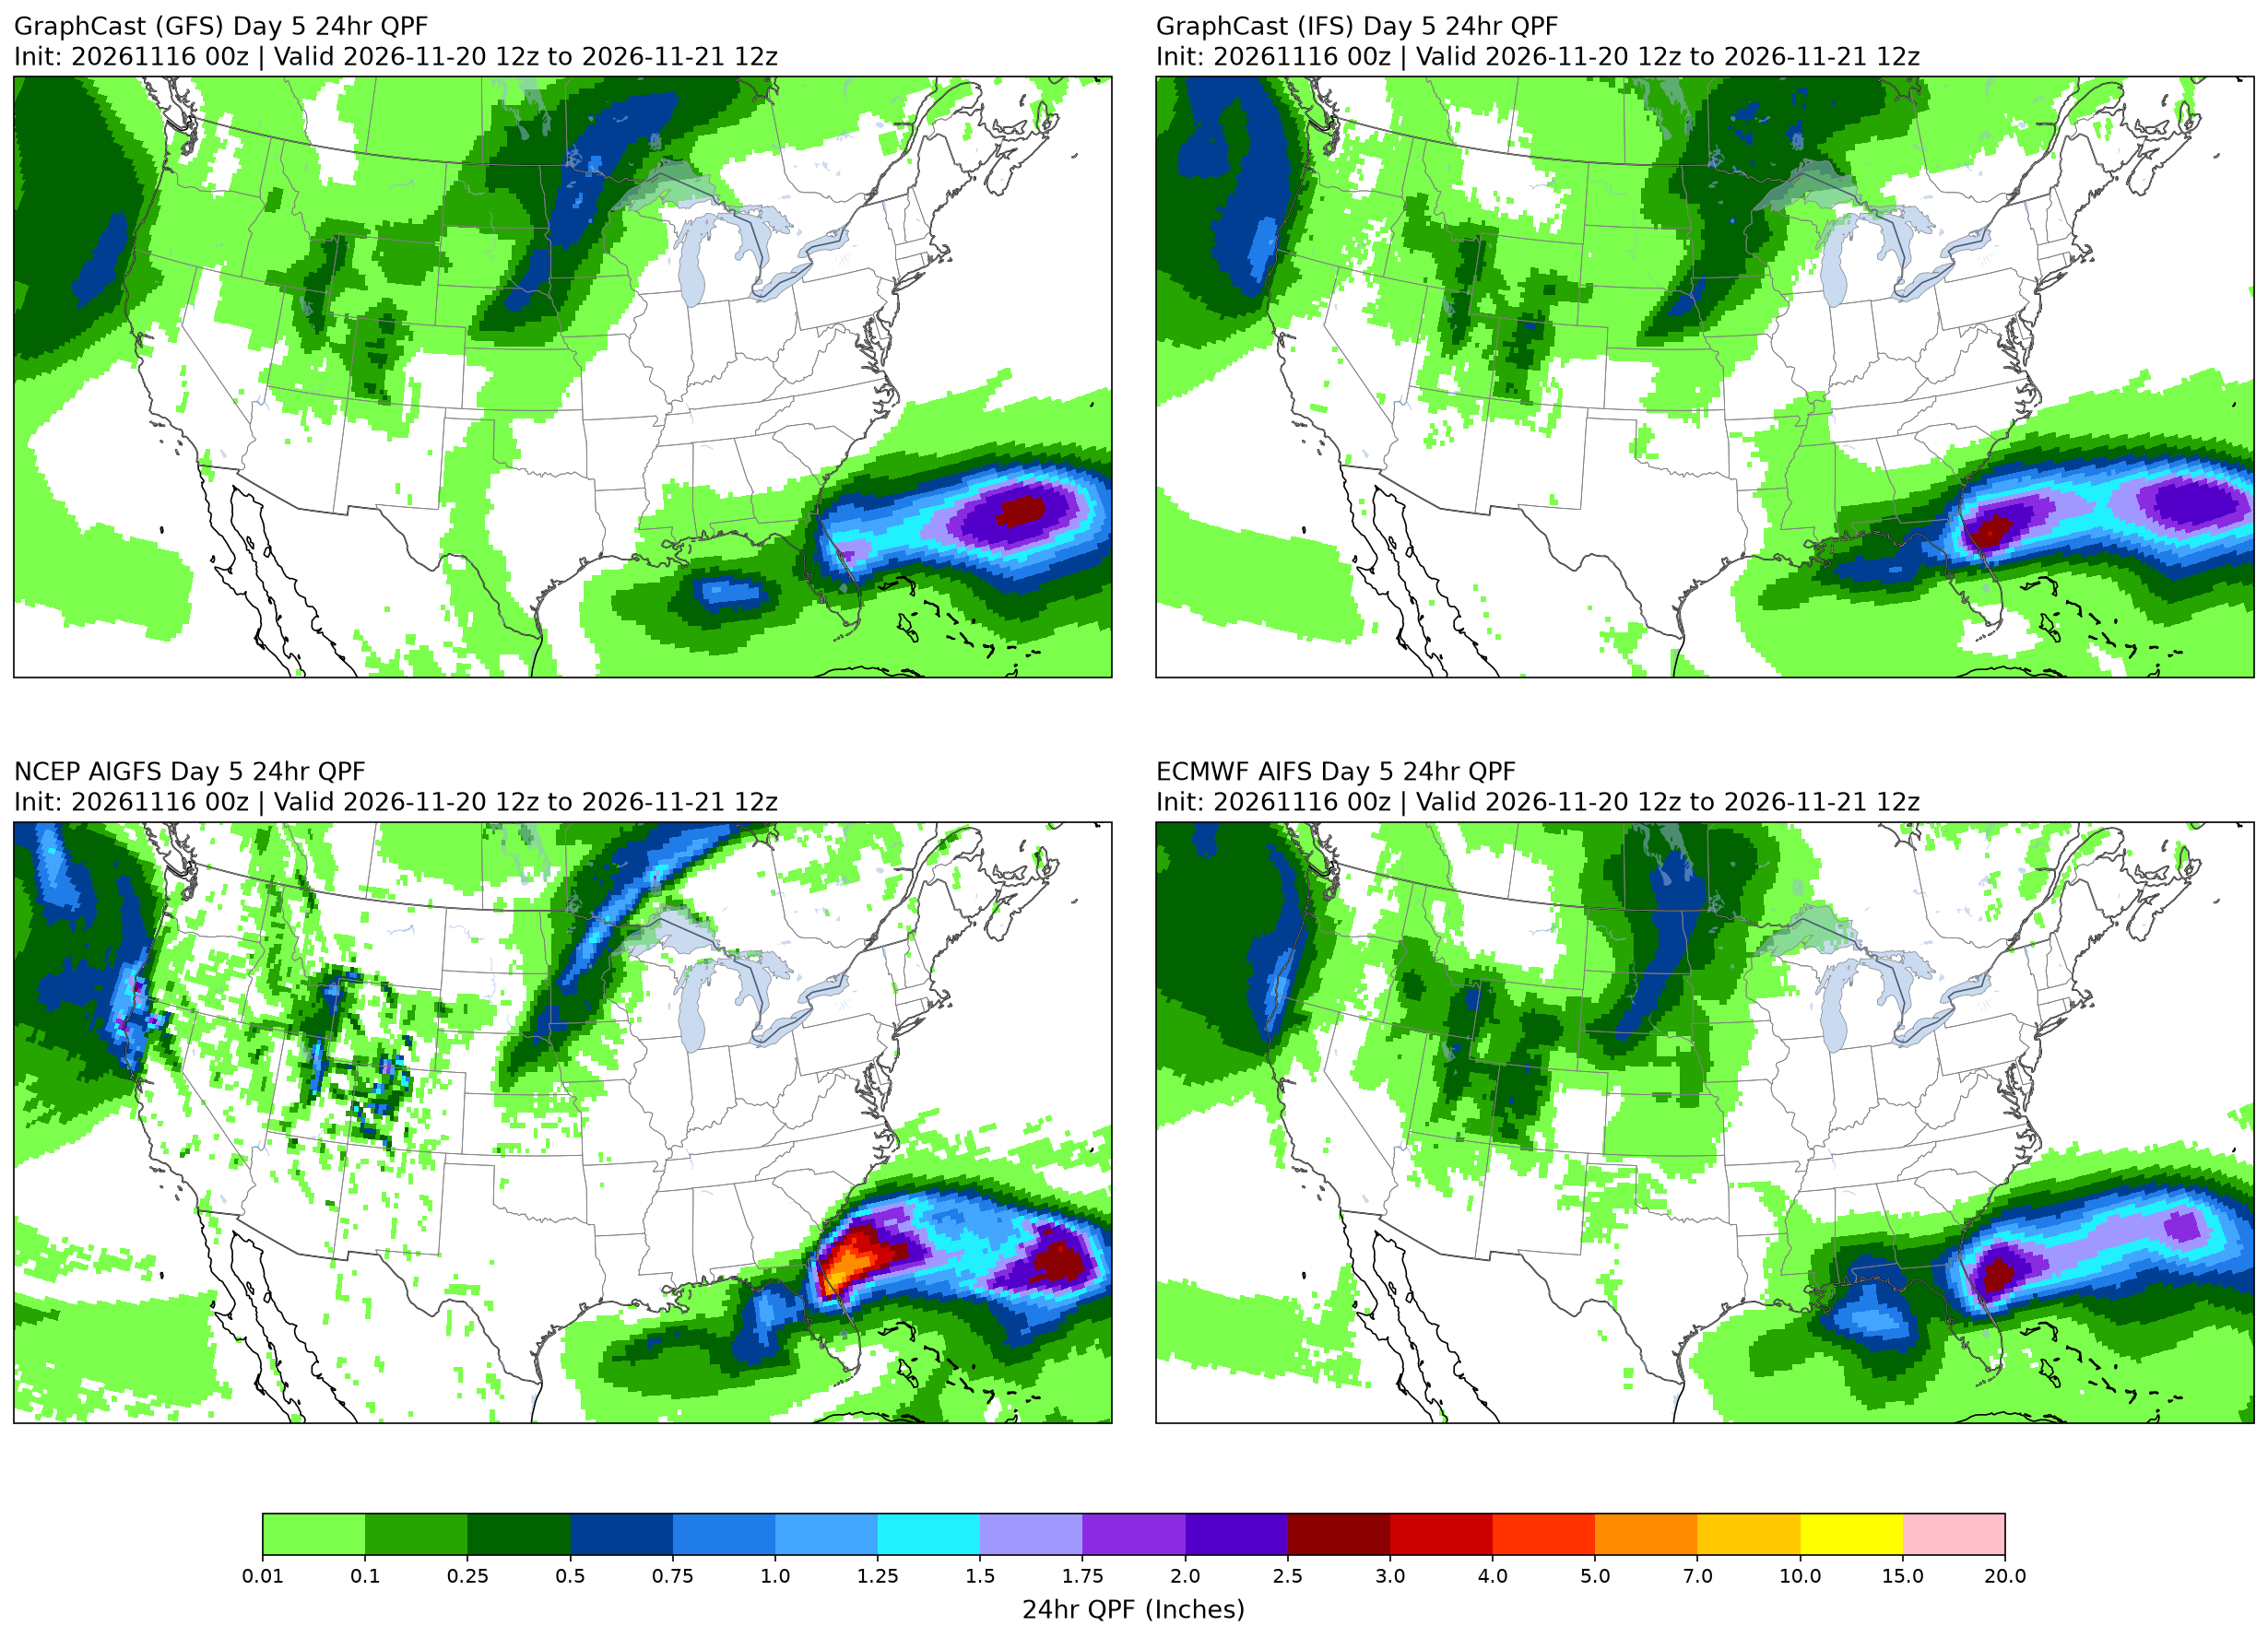 GraphCast (GFS) Day 5 24hr QPF
Init: 20261116 00z | Valid 2026-11-20 12z to 2026-11-21 12z
GraphCast (IFS) Day 5 24hr QPF
Init: 20261116 00z | Valid 2026-11-20 12z to 2026-11-21 12z
NCEP AIGFS Day 5 24hr QPF
Init: 20261116 00z | Valid 2026-11-20 12z to 2026-11-21 12z
ECMWF AIFS Day 5 24hr QPF
Init: 20261116 00z | Valid 2026-11-20 12z to 2026-11-21 12z
0.01 0.1 0.25 0.5 0.75 1.0 1.25 1.5 1.75 2.0 2.5 3.0 4.0 5.0 7.0 10.0 15.0 20.0
24hr QPF (Inches)